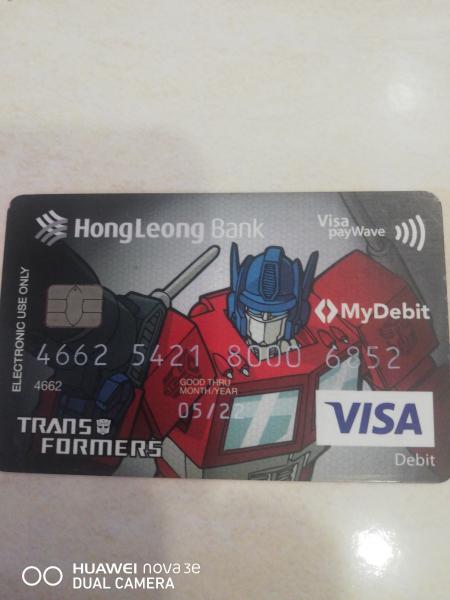 HongLeong Bank
Visa
payWave
ELECTRONIC USE ONLY
MyDebit
4662 5421 8000 6852
4662
GOOD THRU
MONTH/YEAR
05/22
TRANS
FORMERS
VISA
Debit
HUAWEI nova 3e
DUAL CAMERA